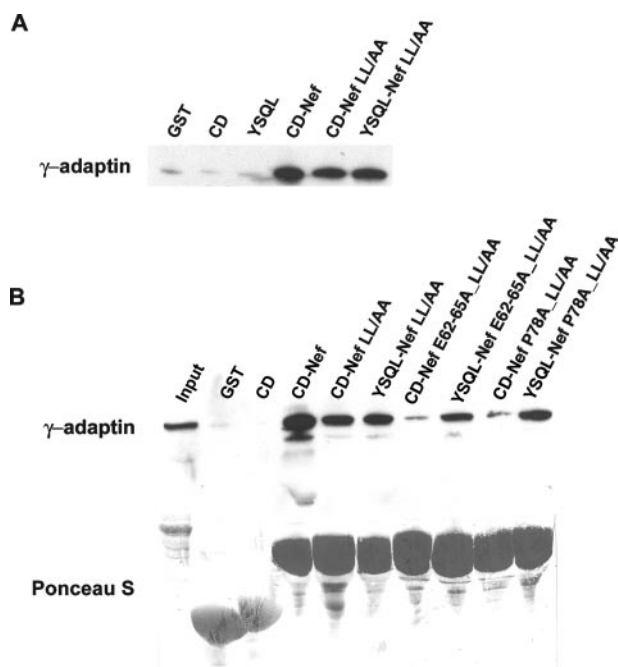 A
GST
CD
YSQL
CD-Nef
CD-Nef LL/AA
YSQL-Nef LL/AA
γ–adaptin
B
Input
GST
CD
CD-Nef
CD-Nef LL/AA
YSQL-Nef LL/AA
CD-Nef E62-65A_LL/AA
YSQL-Nef E62-65A_LL/AA
CD-Nef P78A_LL/AA
YSQL-Nef P78A_LL/AA
γ–adaptin
Ponceau S